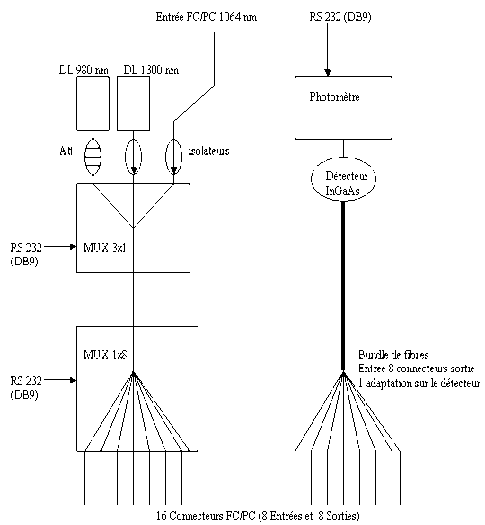 Entrée FC/PC 1064 nm
RS 232 (DB9)
DL 980 nm
DL 1300 nm
Photomètre
Att
isolateurs
Détecteur
InGaAs
RS 232
(DB9)
MUX 3x1
MUX 1x8
RS 232
(DB9)
Bundle de fibres
Entrée 8 connecteurs sortie
1 adaptation sur le détecteur
16 Connecteurs FC/PC (8 Entrées et 8 Sorties)